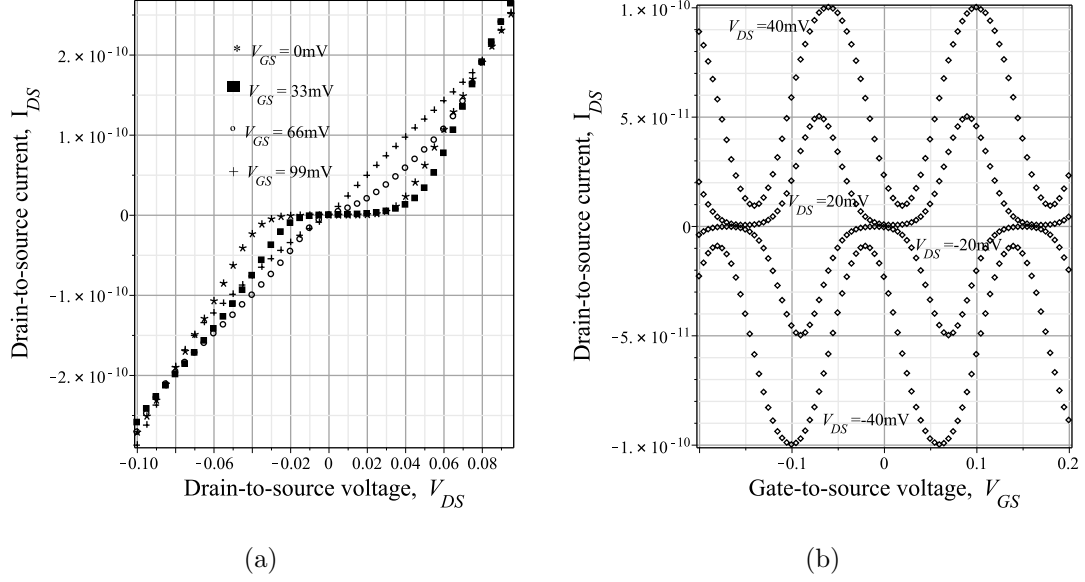 2. × 10⁻¹⁰
1. × 10⁻¹⁰
0
−1. × 10⁻¹⁰
−2. × 10⁻¹⁰
* V_GS = 0mV
■ V_GS = 33mV
o V_GS = 66mV
+ V_GS = 99mV
−0.10 −0.06 −0.02 0 0.02 0.04 0.06 0.08
Drain-to-source voltage, V_DS
Drain-to-source current, I_DS
(a)
1. × 10⁻¹⁰
5. × 10⁻¹¹
0
−5. × 10⁻¹¹
−1. × 10⁻¹⁰
V_DS = 40mV
V_DS = 20mV
V_DS = -20mV
V_DS = -40mV
−0.1 0 0.1 0.2
Gate-to-source voltage, V_GS
Drain-to-source current, I_DS
(b)